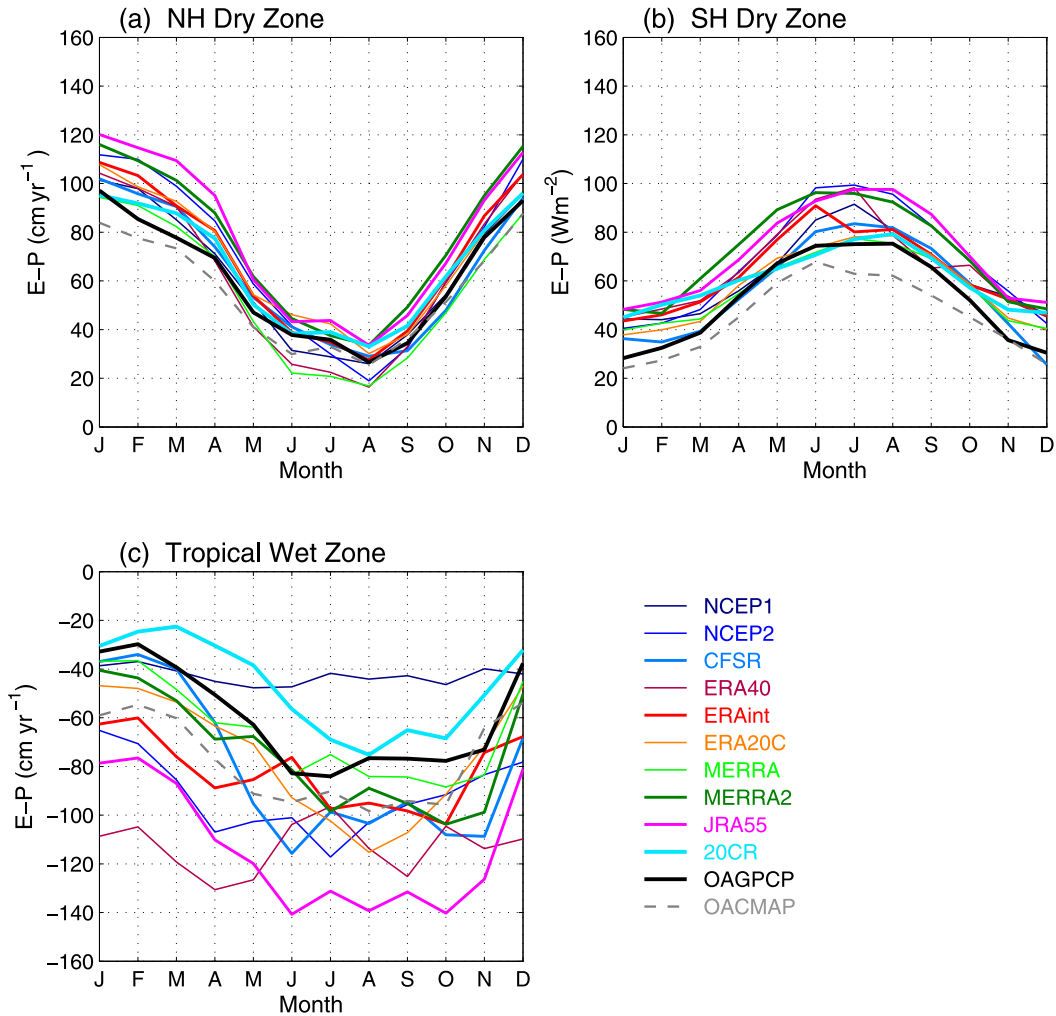 (a) NH Dry Zone
160
140
120
100
80
60
40
20
0
E−P (cm yr⁻¹)
J F M A M J J A S O N D
Month
(b) SH Dry Zone
160
140
120
100
80
60
40
20
0
E−P (Wm⁻²)
J F M A M J J A S O N D
Month
(c) Tropical Wet Zone
0
−20
−40
−60
−80
−100
−120
−140
−160
E−P (cm yr⁻¹)
J F M A M J J A S O N D
Month
NCEP1
NCEP2
CFSR
ERA40
ERAint
ERA20C
MERRA
MERRA2
JRA55
20CR
OAGPCP
OACMAP